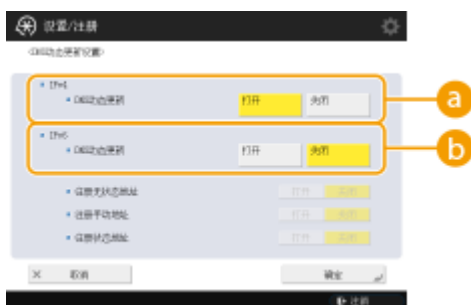 设置/注册
<DNS动态更新设置>
IPv4
DNS动态更新 打开 关闭
a
IPv6
DNS动态更新 打开 关闭
b
注册无状态地址 打开 关闭
注册手动地址 打开 关闭
注册状态地址 打开 关闭
× 取消 确定
注销